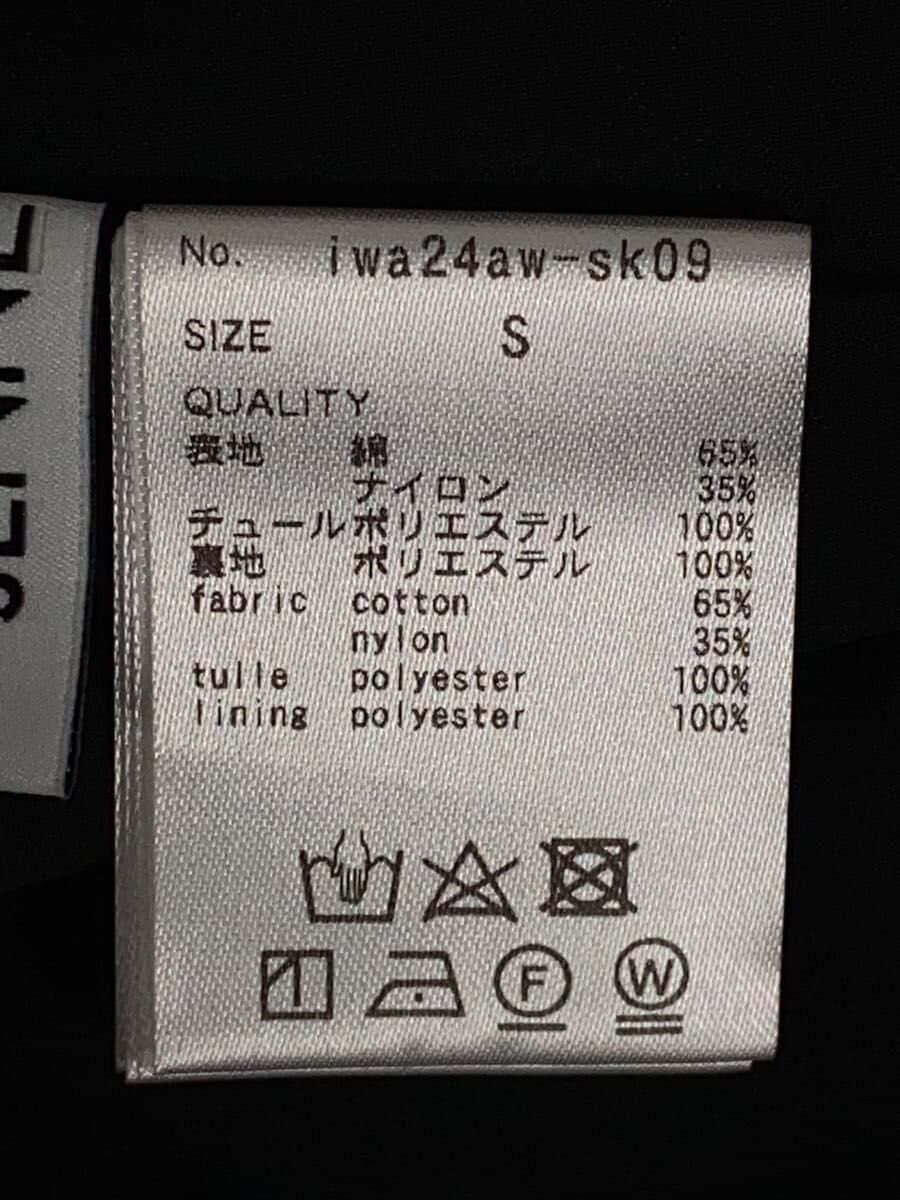 No. iwa24aw-sk09
SIZE S
QUALITY
表地 綿 65%
ナイロン 35%
チュール ポリエステル 100%
裏地 ポリエステル 100%
fabric cotton 65%
nylon 35%
tulle polyester 100%
lining polyester 100%
F W